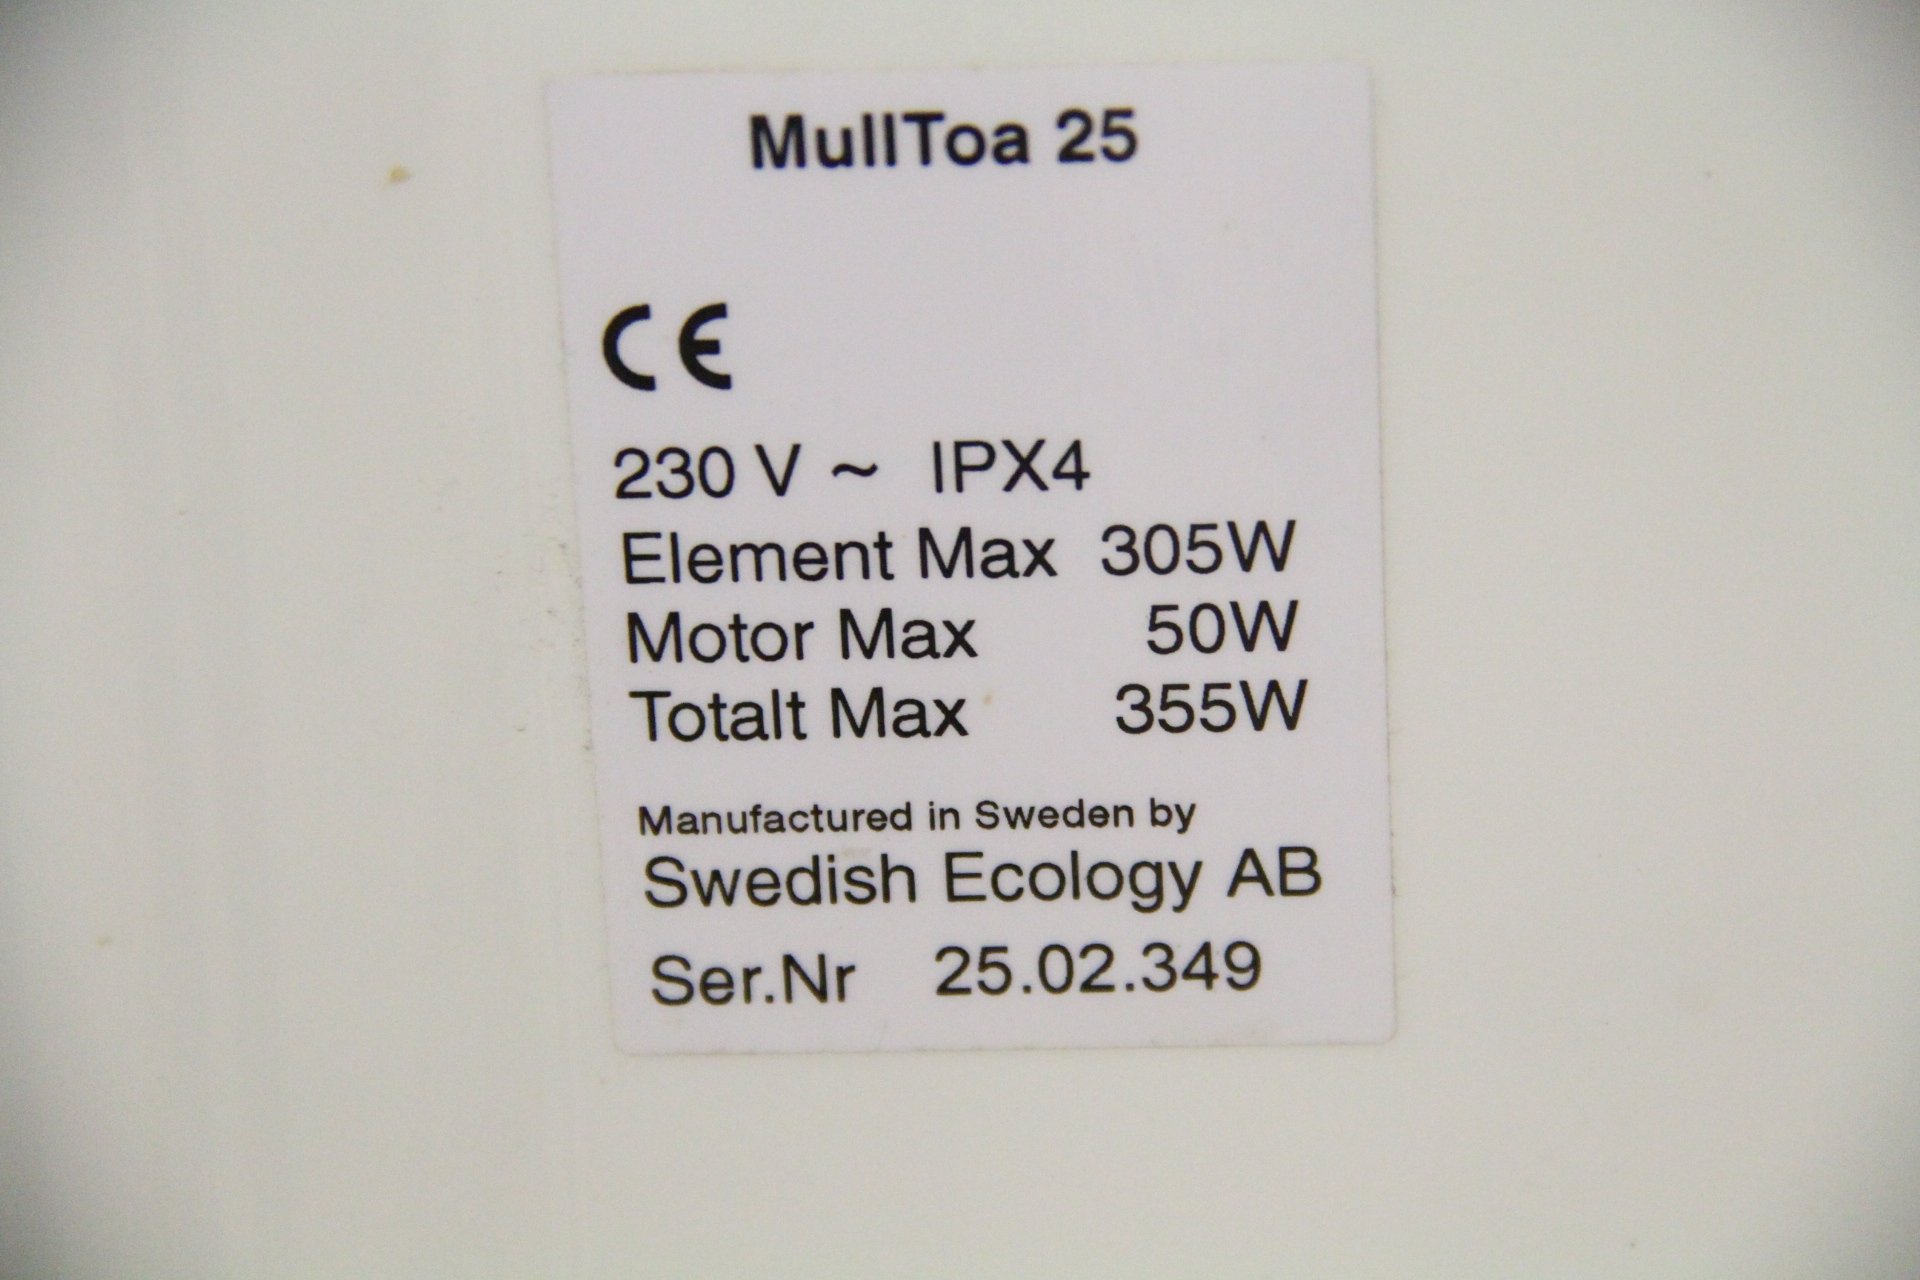 MullToa 25
CE
230 V ~ IPX4
Element Max 305W
Motor Max 50W
Totalt Max 355W
Manufactured in Sweden by
Swedish Ecology AB
Ser.Nr 25.02.349